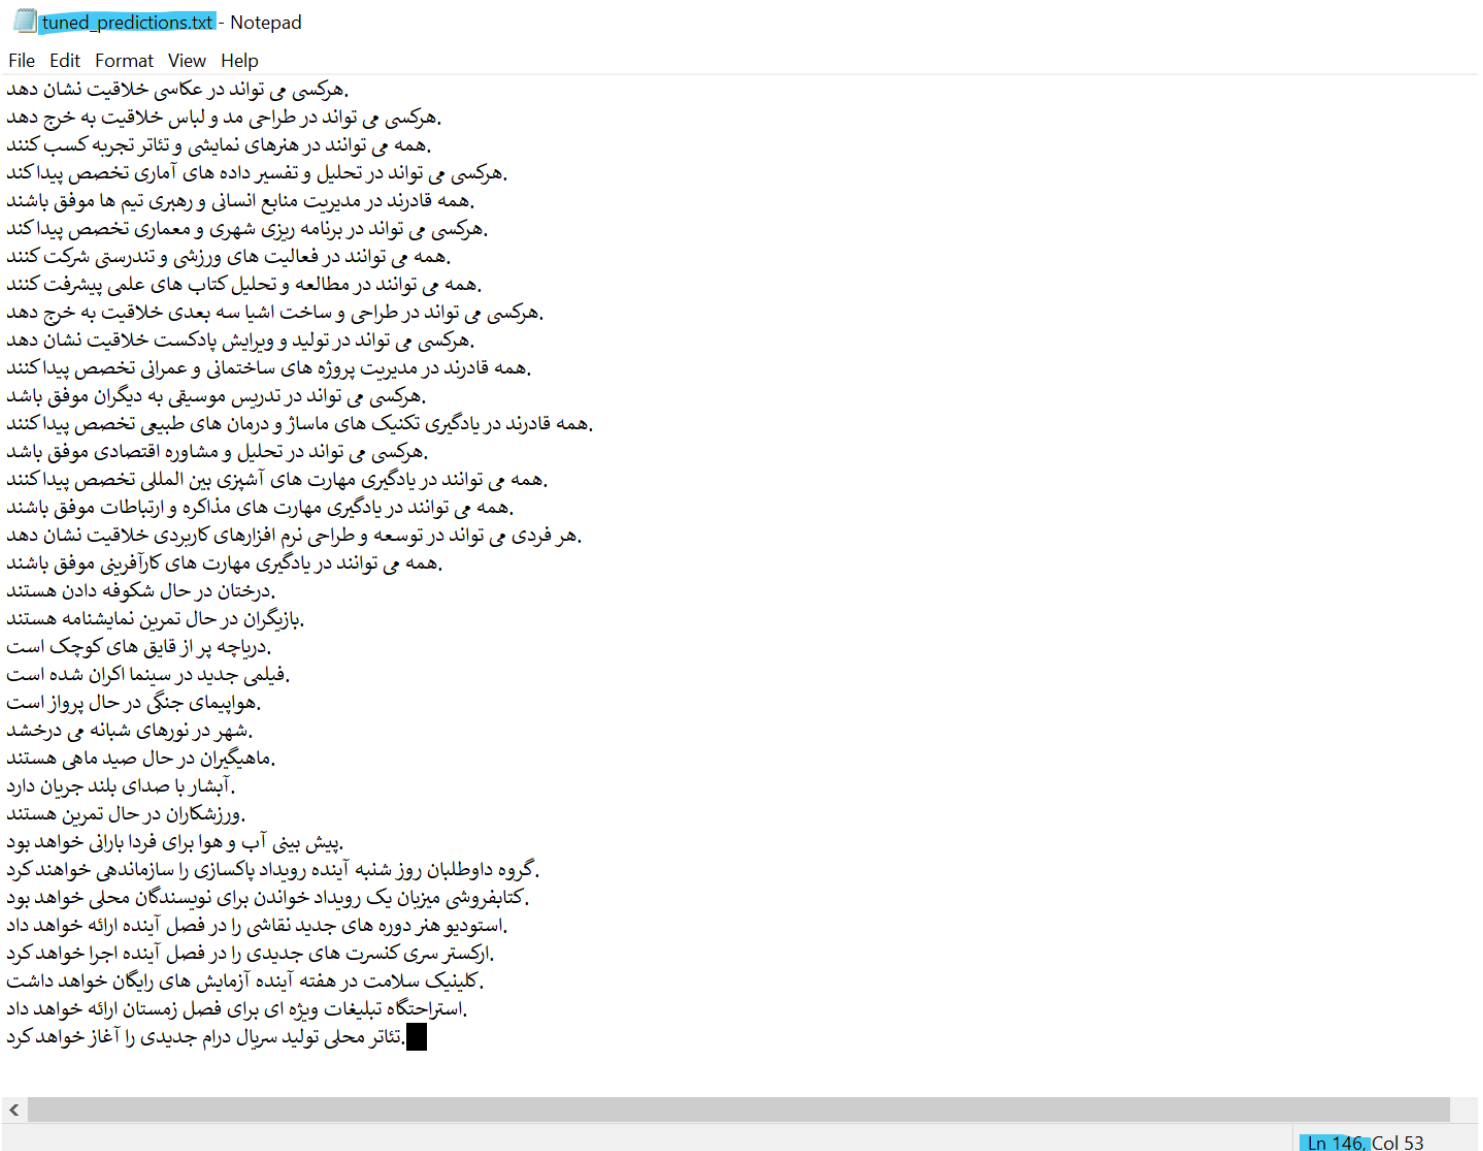 tuned_predictions.txt - Notepad
File Edit Format View Help
هرکسی می تواند در عکاسی خلاقیت نشان دهد.
هرکسی می تواند در طراحی مد و لباس خلاقیت به خرج دهد.
همه می توانند در هنرهای نمایشی و تئاتر تجربه کسب کنند.
هرکسی می تواند در تحلیل و تفسیر داده های آماری تخصص پیدا کند.
همه قادرند در مدیریت منابع انسانی و رهبری تیم ها موفق باشند.
هرکسی می تواند در برنامه ریزی شهری و معماری تخصص پیدا کند.
همه می توانند در فعالیت های ورزشی و تندرستی شرکت کنند.
همه می توانند در مطالعه و تحلیل کتاب های علمی پیشرفت کنند.
هرکسی می تواند در طراحی و ساخت اشیا سه بعدی خلاقیت به خرج دهد.
هرکسی می تواند در تولید و ویرایش پادکست خلاقیت نشان دهد.
همه قادرند در مدیریت پروژه های ساختمانی و عمرانی تخصص پیدا کنند.
هرکسی می تواند در تدریس موسیقی به دیگران موفق باشد.
همه قادرند در یادگیری تکنیک های ماساژ و درمان های طبیعی تخصص پیدا کنند.
هرکسی می تواند در تحلیل و مشاوره اقتصادی موفق باشد.
همه می توانند در یادگیری مهارت های آشپزی بین المللی تخصص پیدا کنند.
همه می توانند در یادگیری مهارت های مذاکره و ارتباطات موفق باشند.
هر فردی می تواند در توسعه و طراحی نرم افزارهای کاربردی خلاقیت نشان دهد.
همه می توانند در یادگیری مهارت های کارآفرینی موفق باشند.
درختان در حال شکوفه دادن هستند.
بازیگران در حال تمرین نمایشنامه هستند.
دریاچه پر از قایق های کوچک است.
فیلمی جدید در سینما اکران شده است.
هواپیمای جنگی در حال پرواز است.
شهر در نورهای شبانه می درخشد.
ماهیگیران در حال صید ماهی هستند.
آبشار با صدای بلند جریان دارد.
ورزشکاران در حال تمرین هستند.
پیش بینی آب و هوا برای فردا بارانی خواهد بود.
گروه داوطلبان روز شنبه آینده رویداد پاکسازی را سازماندهی خواهند کرد.
کتابفروشی میزبان یک رویداد خواندن برای نویسندگان محلی خواهد بود.
استودیو هنر دوره های جدید نقاشی را در فصل آینده ارائه خواهد داد.
ارکستر سری کنسرت های جدیدی را در فصل آینده اجرا خواهد کرد.
کلینیک سلامت در هفته آینده آزمایش های رایگان خواهد داشت.
استراحتگاه تبلیغات ویژه ای برای فصل زمستان ارائه خواهد داد.
تئاتر محلی تولید سریال درام جدیدی را آغاز خواهد کرد.
Ln 146, Col 53